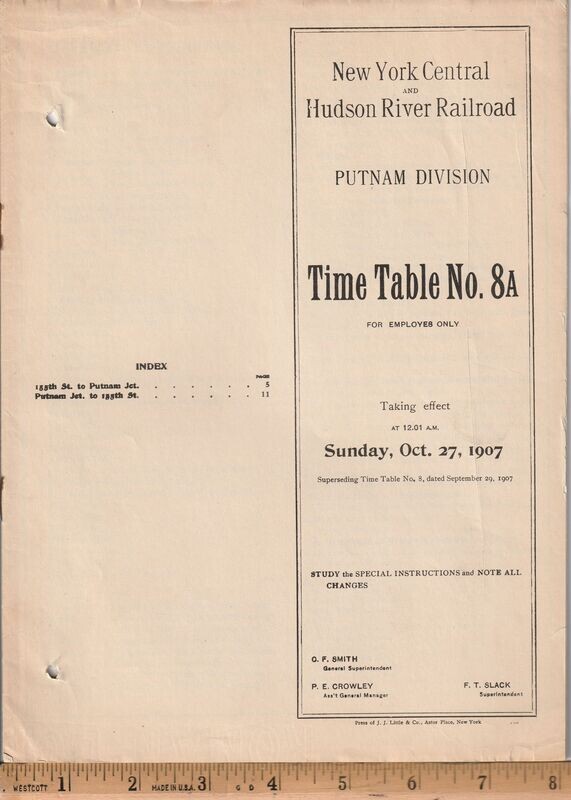 New York Central
AND
Hudson River Railroad
PUTNAM DIVISION
Time Table No. 8A
FOR EMPLOYES ONLY
INDEX
PAGE
155th St. to Putnam Jct. . . . . . . 5
Putnam Jct. to 155th St. . . . . . . 11
Taking effect
AT 12.01 A.M.
Sunday, Oct. 27, 1907
Superseding Time Table No. 8, dated September 29, 1907
STUDY the SPECIAL INSTRUCTIONS and NOTE ALL
CHANGES
G. F. SMITH
General Superintendent
P. E. CROWLEY
Ass't General Manager
F. T. SLACK
Superintendent
Press of J. J. Little & Co., Astor Place, New York
1 2 3 4 5 6 7 8
WESTCOTT MADE IN U.S.A.